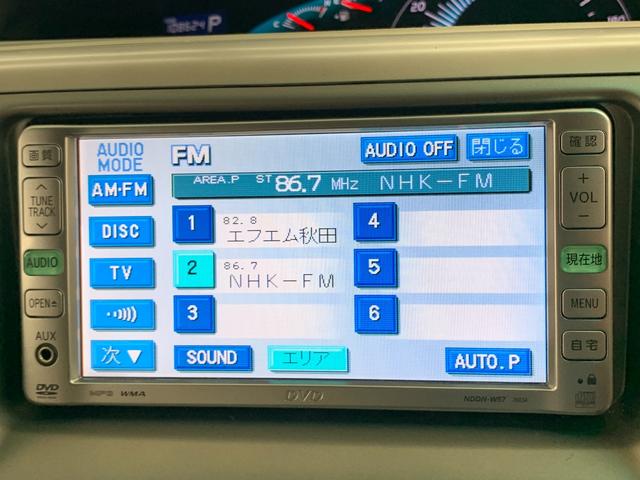 108624 P
画質
AUDIO MODE
FM
AUDIO OFF
閉じる
確認
AM･FM
AREA.P ST 86.7 MHz NHK-FM
TUNE TRACK
+ VOL -
DISC
1 82.8 エフエム秋田
4
AUDIO
TV
2 86.7 NHK-FM
5
現在地
OPEN
3
6
MENU
AUX
次▼
SOUND
エリア
AUTO.P
自宅
DVD
MP3 WMA
DVD
NDDN-W57